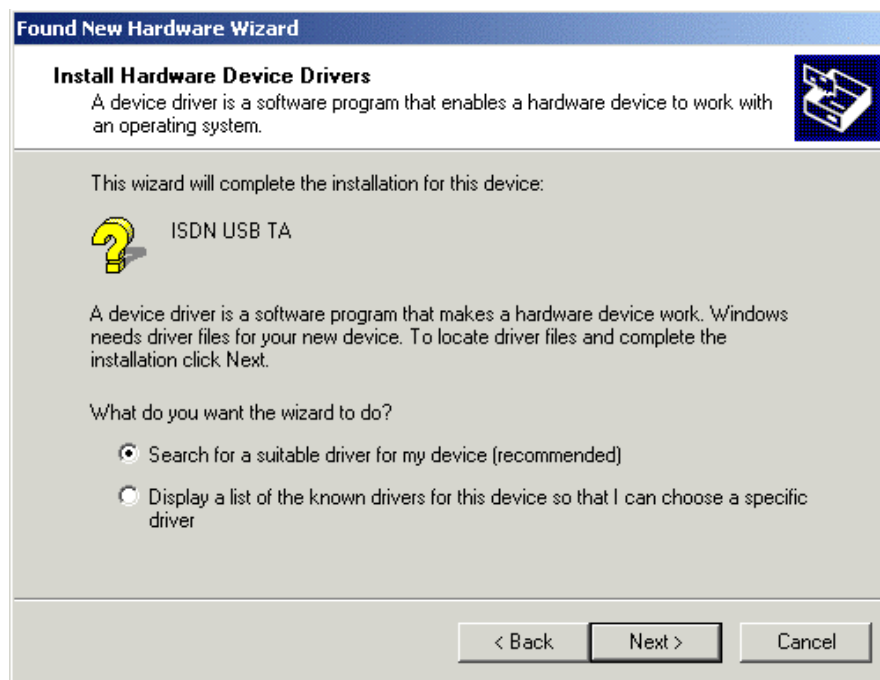 Found New Hardware Wizard
Install Hardware Device Drivers
A device driver is a software program that enables a hardware device to work with
an operating system.
This wizard will complete the installation for this device:
ISDN USB TA
A device driver is a software program that makes a hardware device work. Windows
needs driver files for your new device. To locate driver files and complete the
installation click Next.
What do you want the wizard to do?
Search for a suitable driver for my device (recommended)
Display a list of the known drivers for this device so that I can choose a specific
driver
< Back Next > Cancel